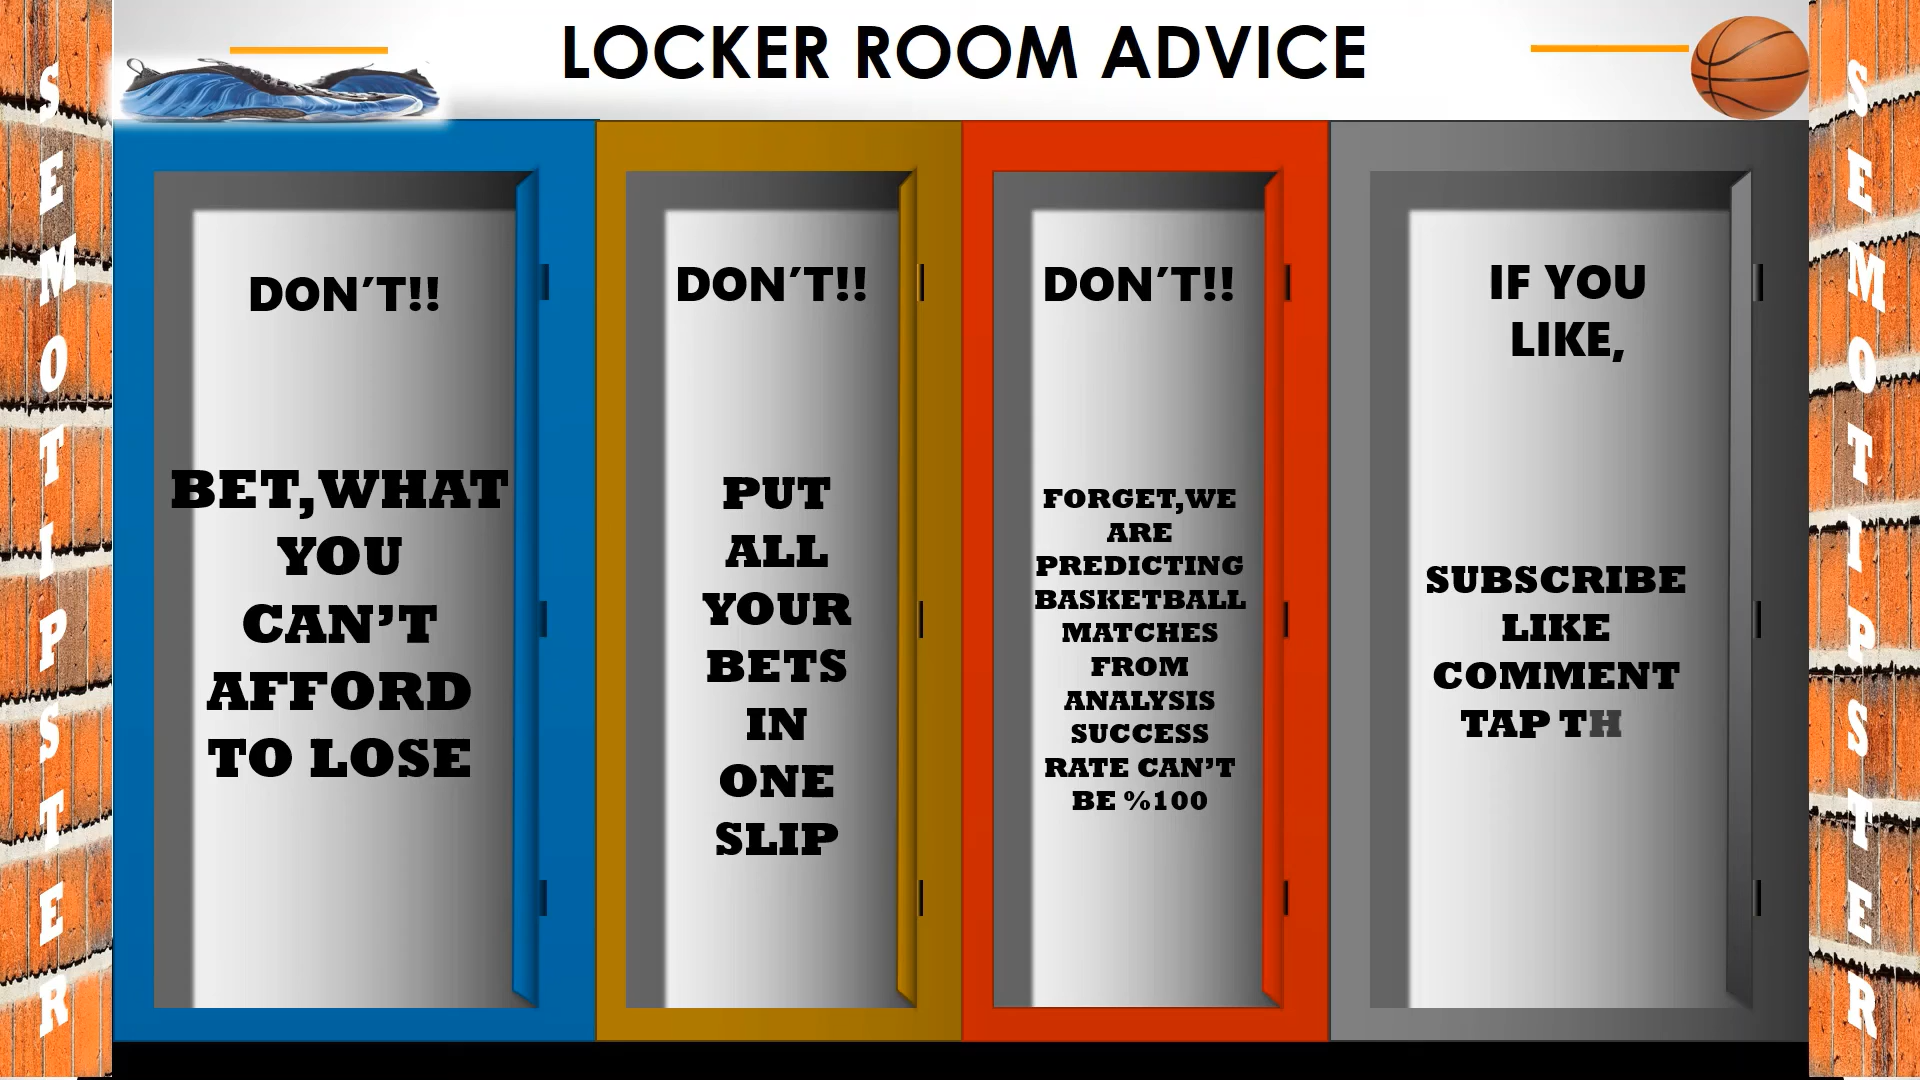 LOCKER ROOM ADVICE
SEMOTIPSTER
DON'T!!
BET,WHAT
YOU
CAN'T
AFFORD
TO LOSE
DON'T!!
PUT
ALL
YOUR
BETS
IN
ONE
SLIP
DON'T!!
FORGET,WE
ARE
PREDICTING
BASKETBALL
MATCHES
FROM
ANALYSIS
SUCCESS
RATE CAN'T
BE %100
IF YOU
LIKE,
SUBSCRIBE
LIKE
COMMENT
TAP TH
SEMOTIPSTER